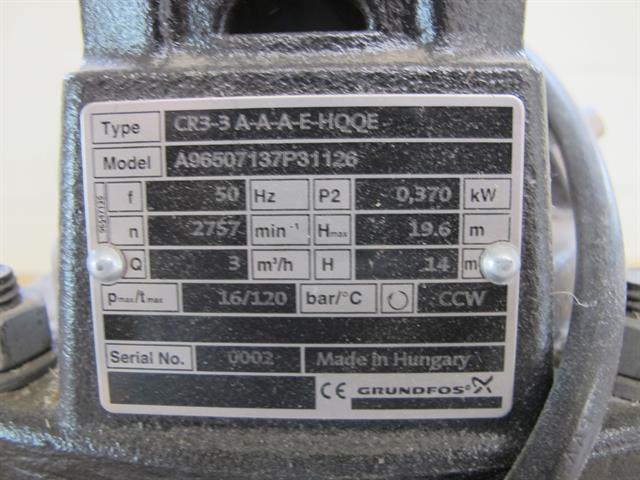 Type CR3-3 A-A-A-E-HQQE
Model A96507137P31126
f 50 Hz P2 0,370 kW
n 2757 min⁻¹ Hmax 19.6 m
Q 3 m³/h H 14 m
pmax/tmax 16/120 bar/°C CCW
Serial No. 0002 Made in Hungary
CE GRUNDFOS